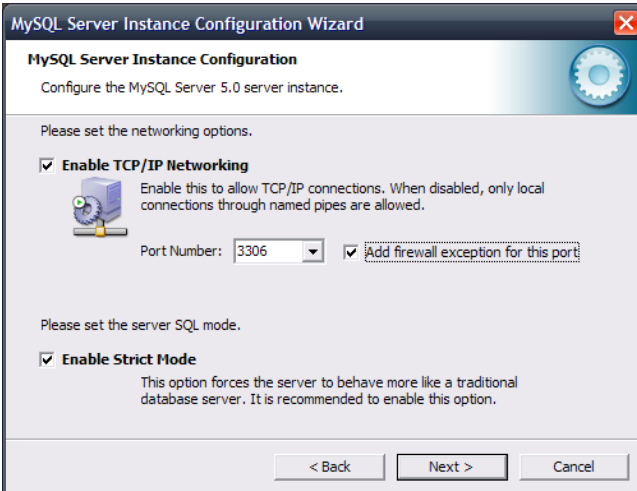 MySQL Server Instance Configuration Wizard
MySQL Server Instance Configuration
Configure the MySQL Server 5.0 server instance.
Please set the networking options.
Enable TCP/IP Networking
Enable this to allow TCP/IP connections. When disabled, only local
connections through named pipes are allowed.
Port Number: 3306 Add firewall exception for this port
Please set the server SQL mode.
Enable Strict Mode
This option forces the server to behave more like a traditional
database server. It is recommended to enable this option.
< Back Next > Cancel